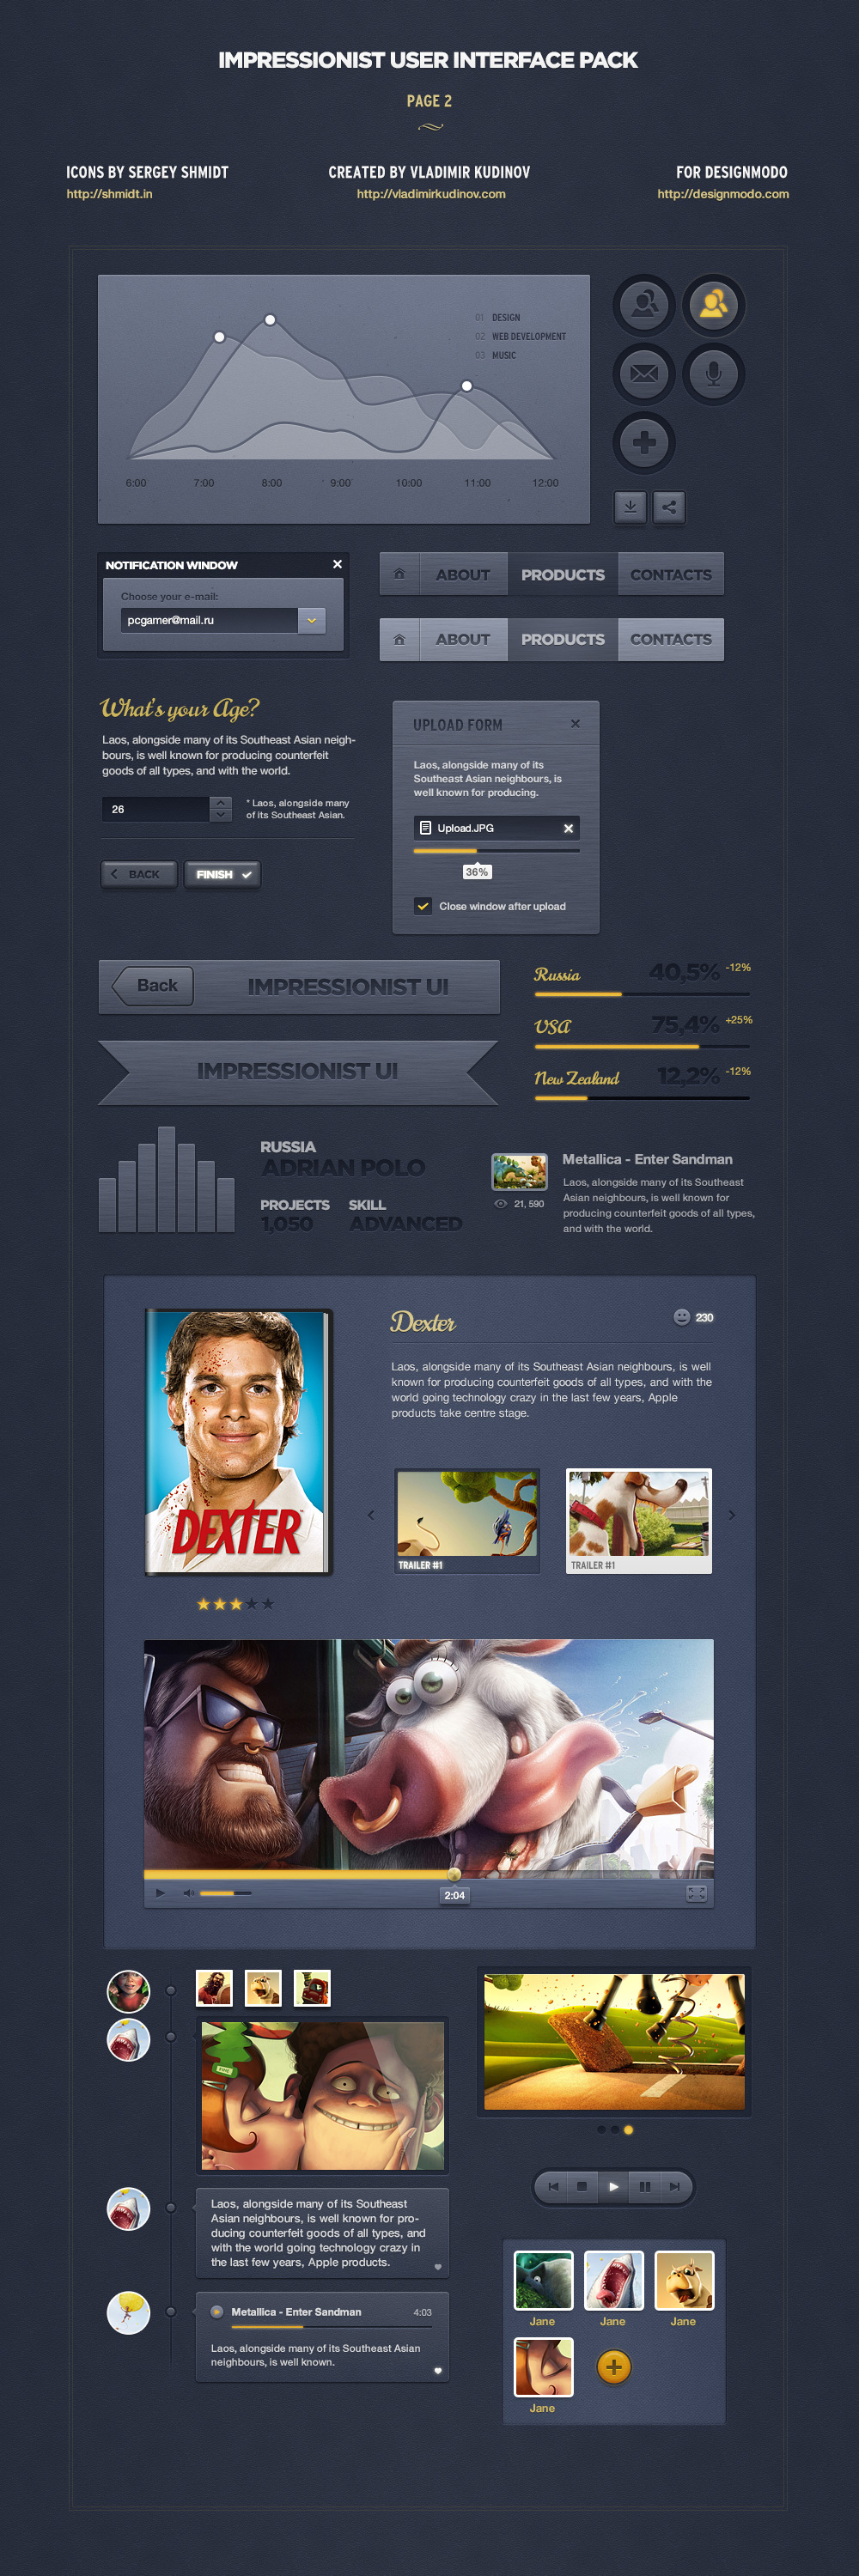 IMPRESSIONIST USER INTERFACE PACK
PAGE 2
ICONS BY SERGEY SHMIDT
http://shmidt.in
CREATED BY VLADIMIR KUDINOV
http://vladimirkudinov.com
FOR DESIGNMODO
http://designmodo.com
01 DESIGN
02 WEB DEVELOPMENT
03 MUSIC
6:00 7:00 8:00 9:00 10:00 11:00 12:00
NOTIFICATION WINDOW
Choose your e-mail:
pcgamer@mail.ru
ABOUT PRODUCTS CONTACTS
ABOUT PRODUCTS CONTACTS
What's your Age?
Laos, alongside many of its Southeast Asian neigh-
bours, is well known for producing counterfeit
goods of all types, and with the world.
26
* Laos, alongside many
of its Southeast Asian.
BACK
FINISH
UPLOAD FORM
Laos, alongside many of its
Southeast Asian neighbours, is
well known for producing.
Upload.JPG
36%
Close window after upload
Back
IMPRESSIONIST UI
IMPRESSIONIST UI
Russia 40,5% -12%
USA 75,4% +25%
New Zealand 12,2% -12%
RUSSIA
ADRIAN POLO
PROJECTS SKILL
1,050 ADVANCED
21, 590
Metallica - Enter Sandman
Laos, alongside many of its Southeast
Asian neighbours, is well known for
producing counterfeit goods of all types,
and with the world.
DEXTER
Dexter
230
Laos, alongside many of its Southeast Asian neighbours, is well
known for producing counterfeit goods of all types, and with the
world going technology crazy in the last few years, Apple
products take centre stage.
TRAILER #1
TRAILER #1
2:04
Laos, alongside many of its Southeast
Asian neighbours, is well known for pro-
ducing counterfeit goods of all types, and
with the world going technology crazy in
the last few years, Apple products.
Metallica - Enter Sandman 4:03
Laos, alongside many of its Southeast Asian
neighbours, is well known.
Jane
Jane
Jane
Jane